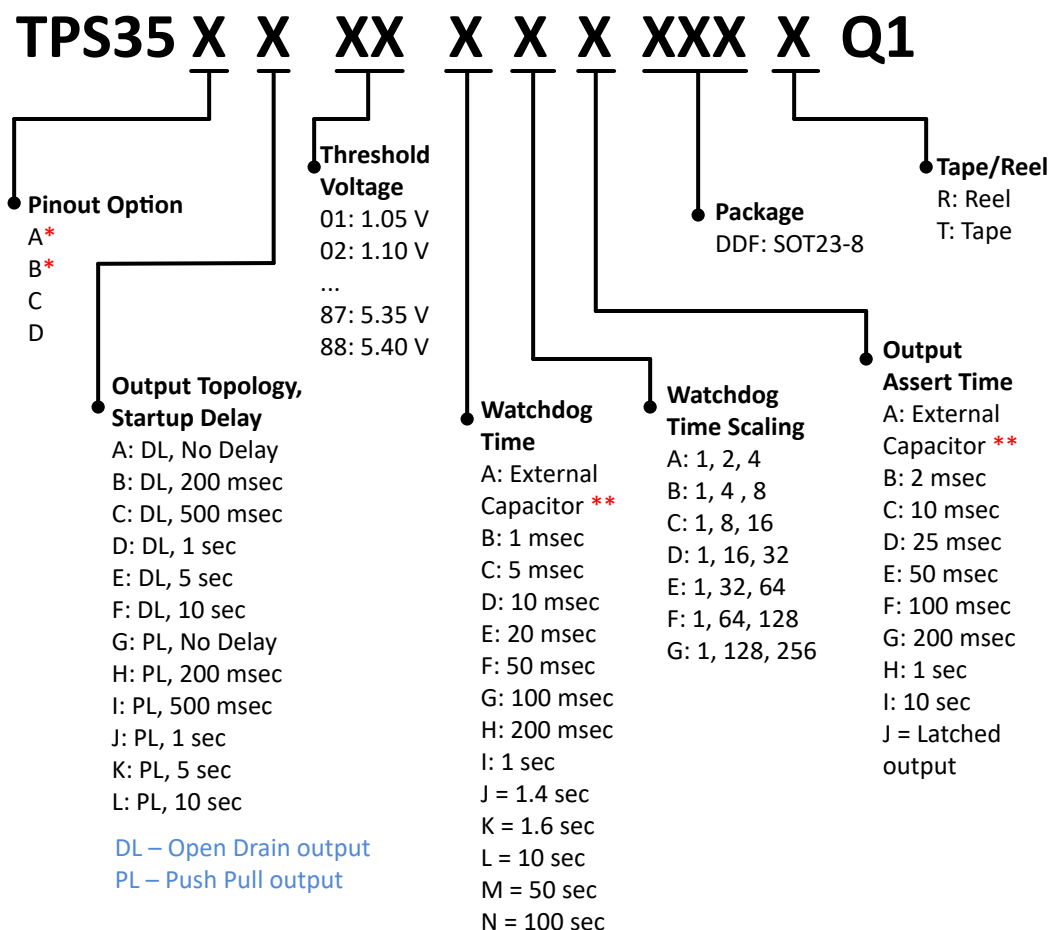 TPS35 X X XX X X X XXX X Q1
Pinout Option
A*
B*
C
D
Output Topology,
Startup Delay
A: DL, No Delay
B: DL, 200 msec
C: DL, 500 msec
D: DL, 1 sec
E: DL, 5 sec
F: DL, 10 sec
G: PL, No Delay
H: PL, 200 msec
I: PL, 500 msec
J: PL, 1 sec
K: PL, 5 sec
L: PL, 10 sec
DL – Open Drain output
PL – Push Pull output
Threshold
Voltage
01: 1.05 V
02: 1.10 V
...
87: 5.35 V
88: 5.40 V
Watchdog
Time
A: External
Capacitor **
B: 1 msec
C: 5 msec
D: 10 msec
E: 20 msec
F: 50 msec
G: 100 msec
H: 200 msec
I: 1 sec
J = 1.4 sec
K = 1.6 sec
L = 10 sec
M = 50 sec
N = 100 sec
Watchdog
Time Scaling
A: 1, 2, 4
B: 1, 4 , 8
C: 1, 8, 16
D: 1, 16, 32
E: 1, 32, 64
F: 1, 64, 128
G: 1, 128, 256
Output
Assert Time
A: External
Capacitor **
B: 2 msec
C: 10 msec
D: 25 msec
E: 50 msec
F: 100 msec
G: 200 msec
H: 1 sec
I: 10 sec
J = Latched
output
Package
DDF: SOT23-8
Tape/Reel
R: Reel
T: Tape